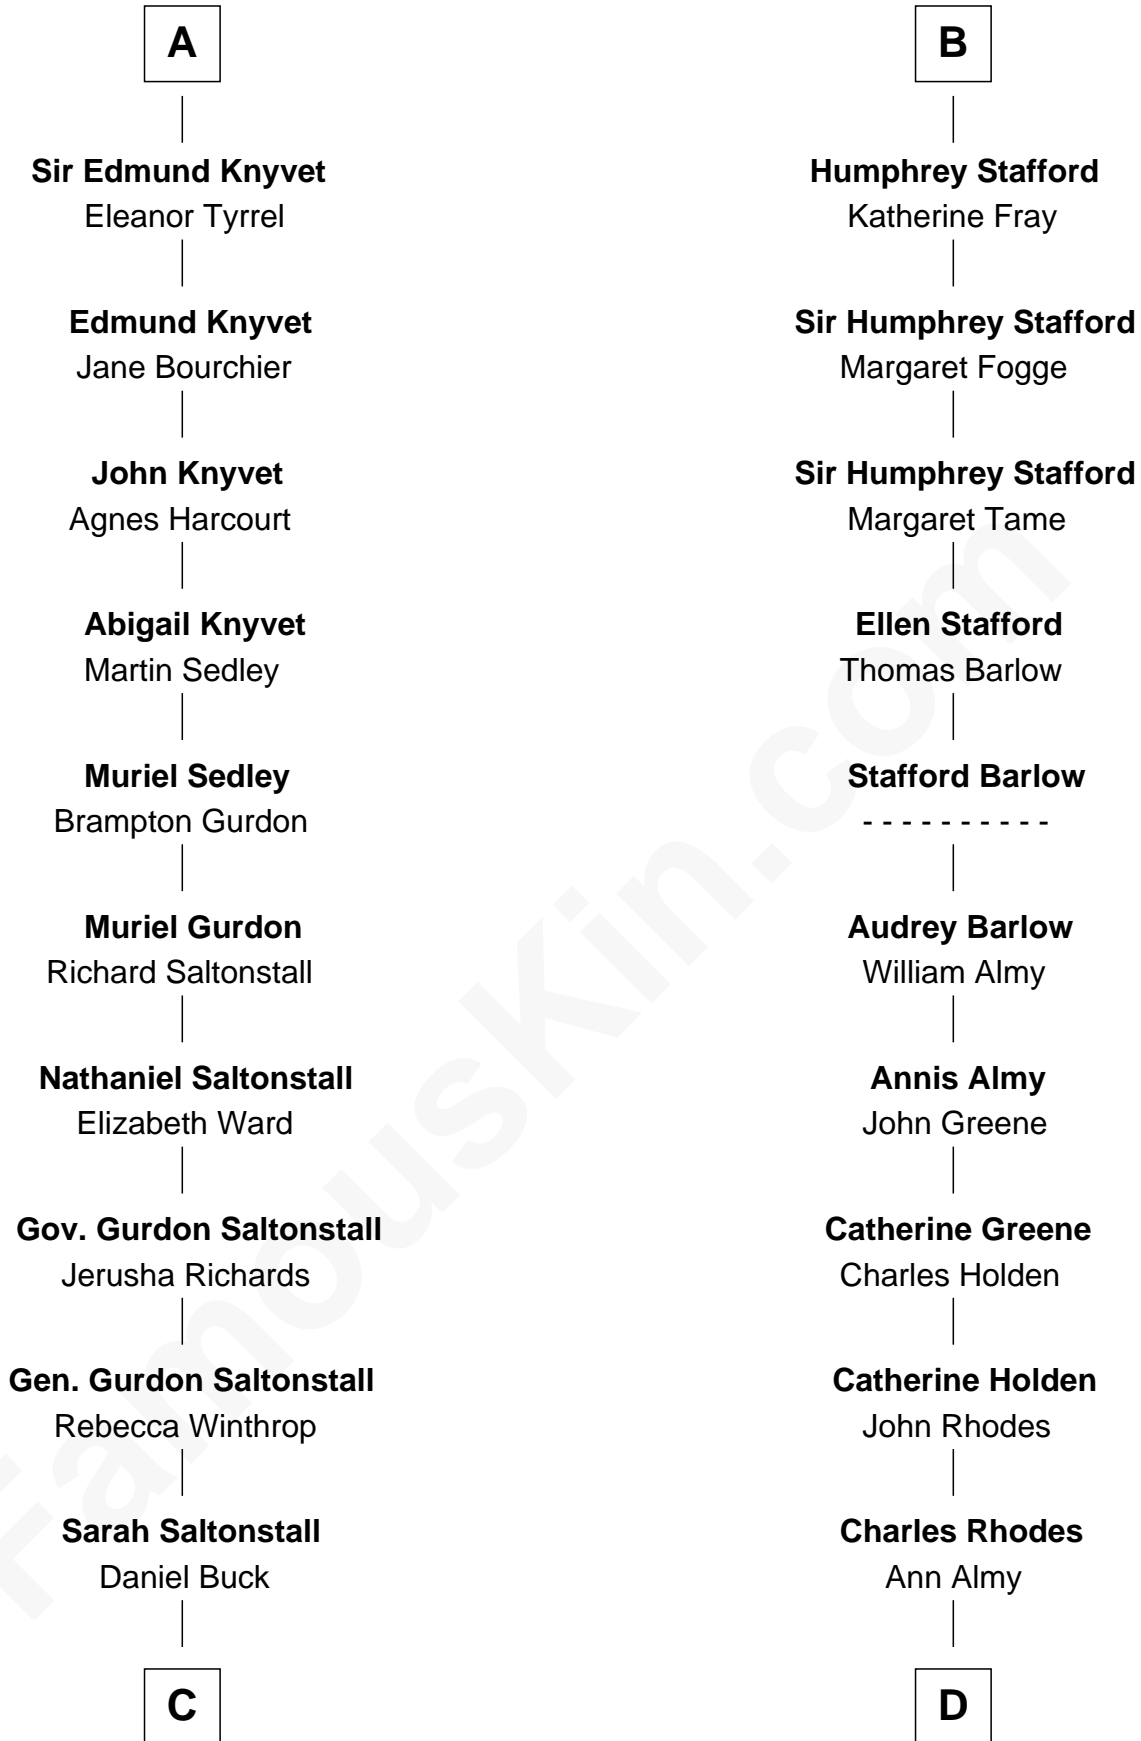 A
Sir Edmund Knyvet
Eleanor Tyrrel
Edmund Knyvet
Jane Bourchier
John Knyvet
Agnes Harcourt
Abigail Knyvet
Martin Sedley
Muriel Sedley
Brampton Gurdon
Muriel Gurdon
Richard Saltonstall
Nathaniel Saltonstall
Elizabeth Ward
Gov. Gurdon Saltonstall
Jerusha Richards
Gen. Gurdon Saltonstall
Rebecca Winthrop
Sarah Saltonstall
Daniel Buck
C
B
Humphrey Stafford
Katherine Fray
Sir Humphrey Stafford
Margaret Fogge
Sir Humphrey Stafford
Margaret Tame
Ellen Stafford
Thomas Barlow
Stafford Barlow
- - - - - - - - - -
Audrey Barlow
William Almy
Annis Almy
John Greene
Catherine Greene
Charles Holden
Catherine Holden
John Rhodes
Charles Rhodes
Ann Almy
D
FamousKin.com